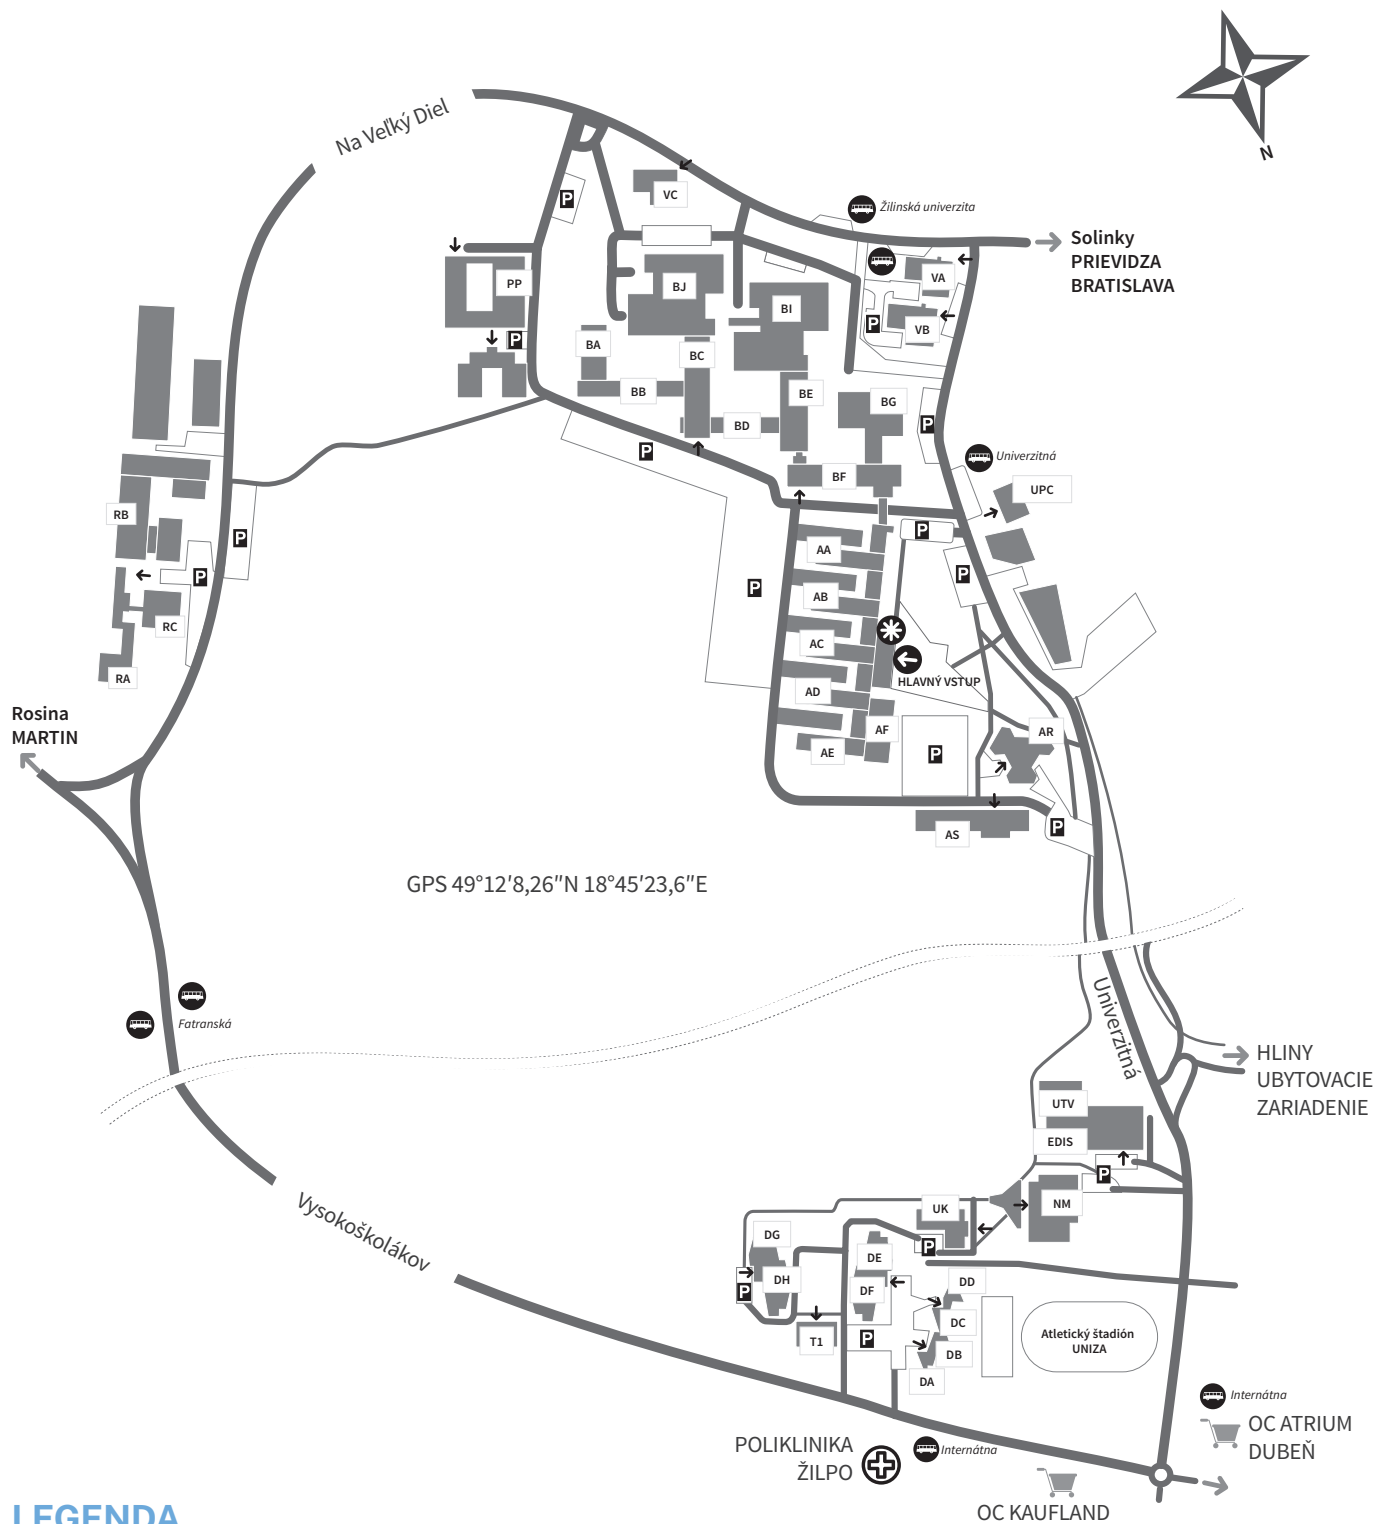 Na Veľký Diel
N
VC
P
Žilinská univerzita
Solinky
PRIEVIDZA
BRATISLAVA
VA
PP
BJ
BI
VB
P
P
BA
BC
BB
BE
BG
BD
P
P
Univerzitná
BF
UPC
RB
P
P
AA
P
P
P
AB
RC
AC
HLAVNÝ VSTUP
RA
AD
Rosina
MARTIN
AF
AR
AE
P
AS
P
GPS 49°12′8,26″N 18°45′23,6″E
Univerzitná
Fatranská
HLINY
UBYTOVACIE
ZARIADENIE
UTV
EDIS
P
NM
Vysokoškolákov
UK
DG
P
DE
DH
DD
P
DF
DC
T1
P
DB
DA
Atletický štadión
UNIZA
Internátna
OC ATRIUM
DUBEŇ
POLIKLINIKA
ŽILPO
Internátna
OC KAUFLAND
LEGENDA